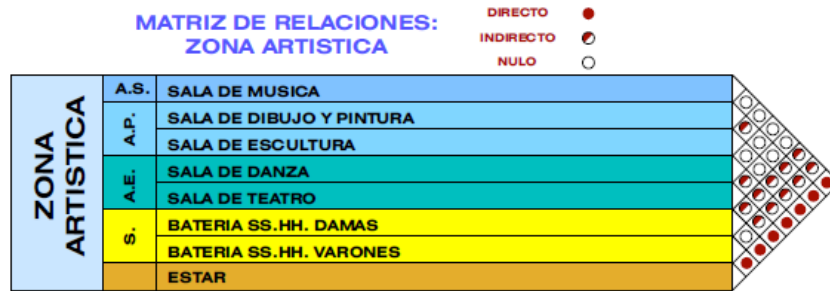 MATRIZ DE RELACIONES:
ZONA ARTISTICA
DIRECTO
INDIRECTO
NULO
ZONA
ARTISTICA
A.S.
SALA DE MUSICA
A.P.
SALA DE DIBUJO Y PINTURA
SALA DE ESCULTURA
A.E.
SALA DE DANZA
SALA DE TEATRO
S.
BATERIA SS.HH. DAMAS
BATERIA SS.HH. VARONES
ESTAR